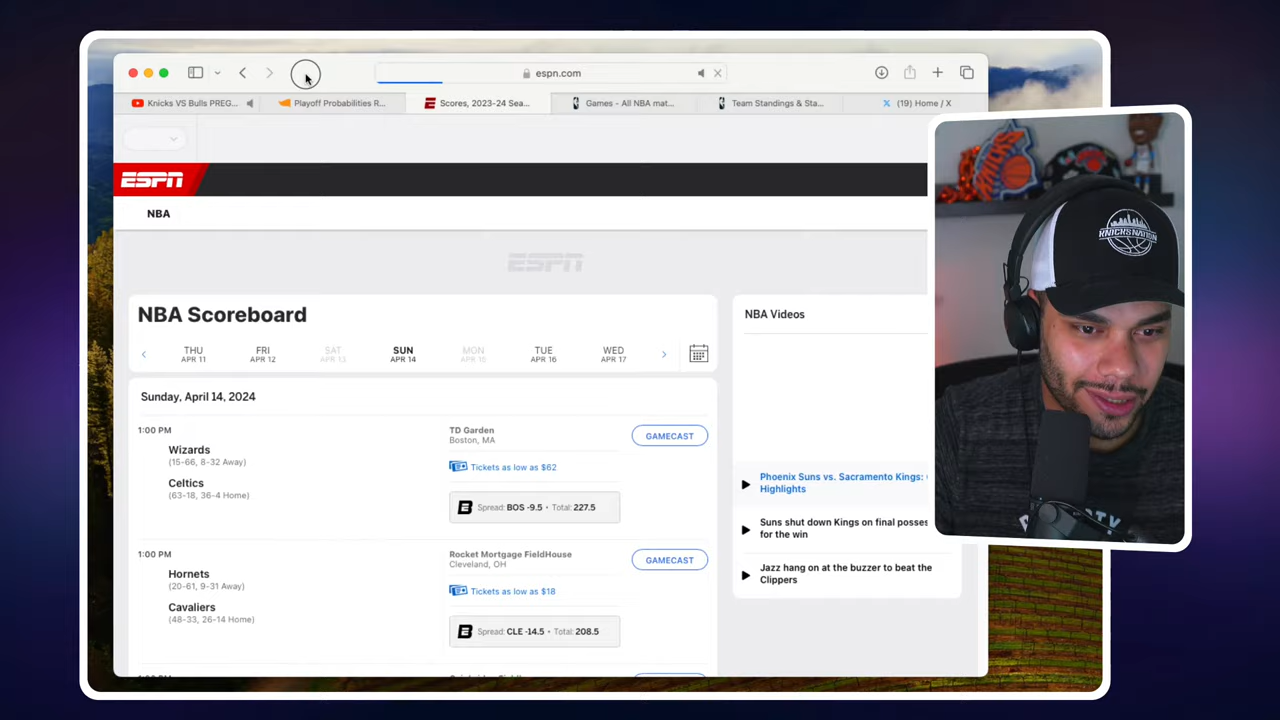 espn.com
Knicks VS Bulls PREG...
Playoff Probabilities R...
Scores, 2023-24 Sea...
Games - All NBA mat...
Team Standings & Sta...
(19) Home / X
ESPN
NBA
ESPN
NBA Scoreboard
THU
APR 11
FRI
APR 12
SAT
APR 13
SUN
APR 14
MON
APR 15
TUE
APR 16
WED
APR 17
Sunday, April 14, 2024
1:00 PM
Wizards
(15-66, 8-32 Away)
Celtics
(63-18, 36-4 Home)
TD Garden
Boston, MA
Tickets as low as $62
Spread: BOS -9.5 • Total: 227.5
GAMECAST
1:00 PM
Hornets
(20-61, 9-31 Away)
Cavaliers
(48-33, 26-14 Home)
Rocket Mortgage FieldHouse
Cleveland, OH
Tickets as low as $18
Spread: CLE -14.5 • Total: 208.5
GAMECAST
NBA Videos
Phoenix Suns vs. Sacramento Kings:
Highlights
Suns shut down Kings on final posses
for the win
Jazz hang on at the buzzer to beat the
Clippers
KNICKS NATION
KNICKS